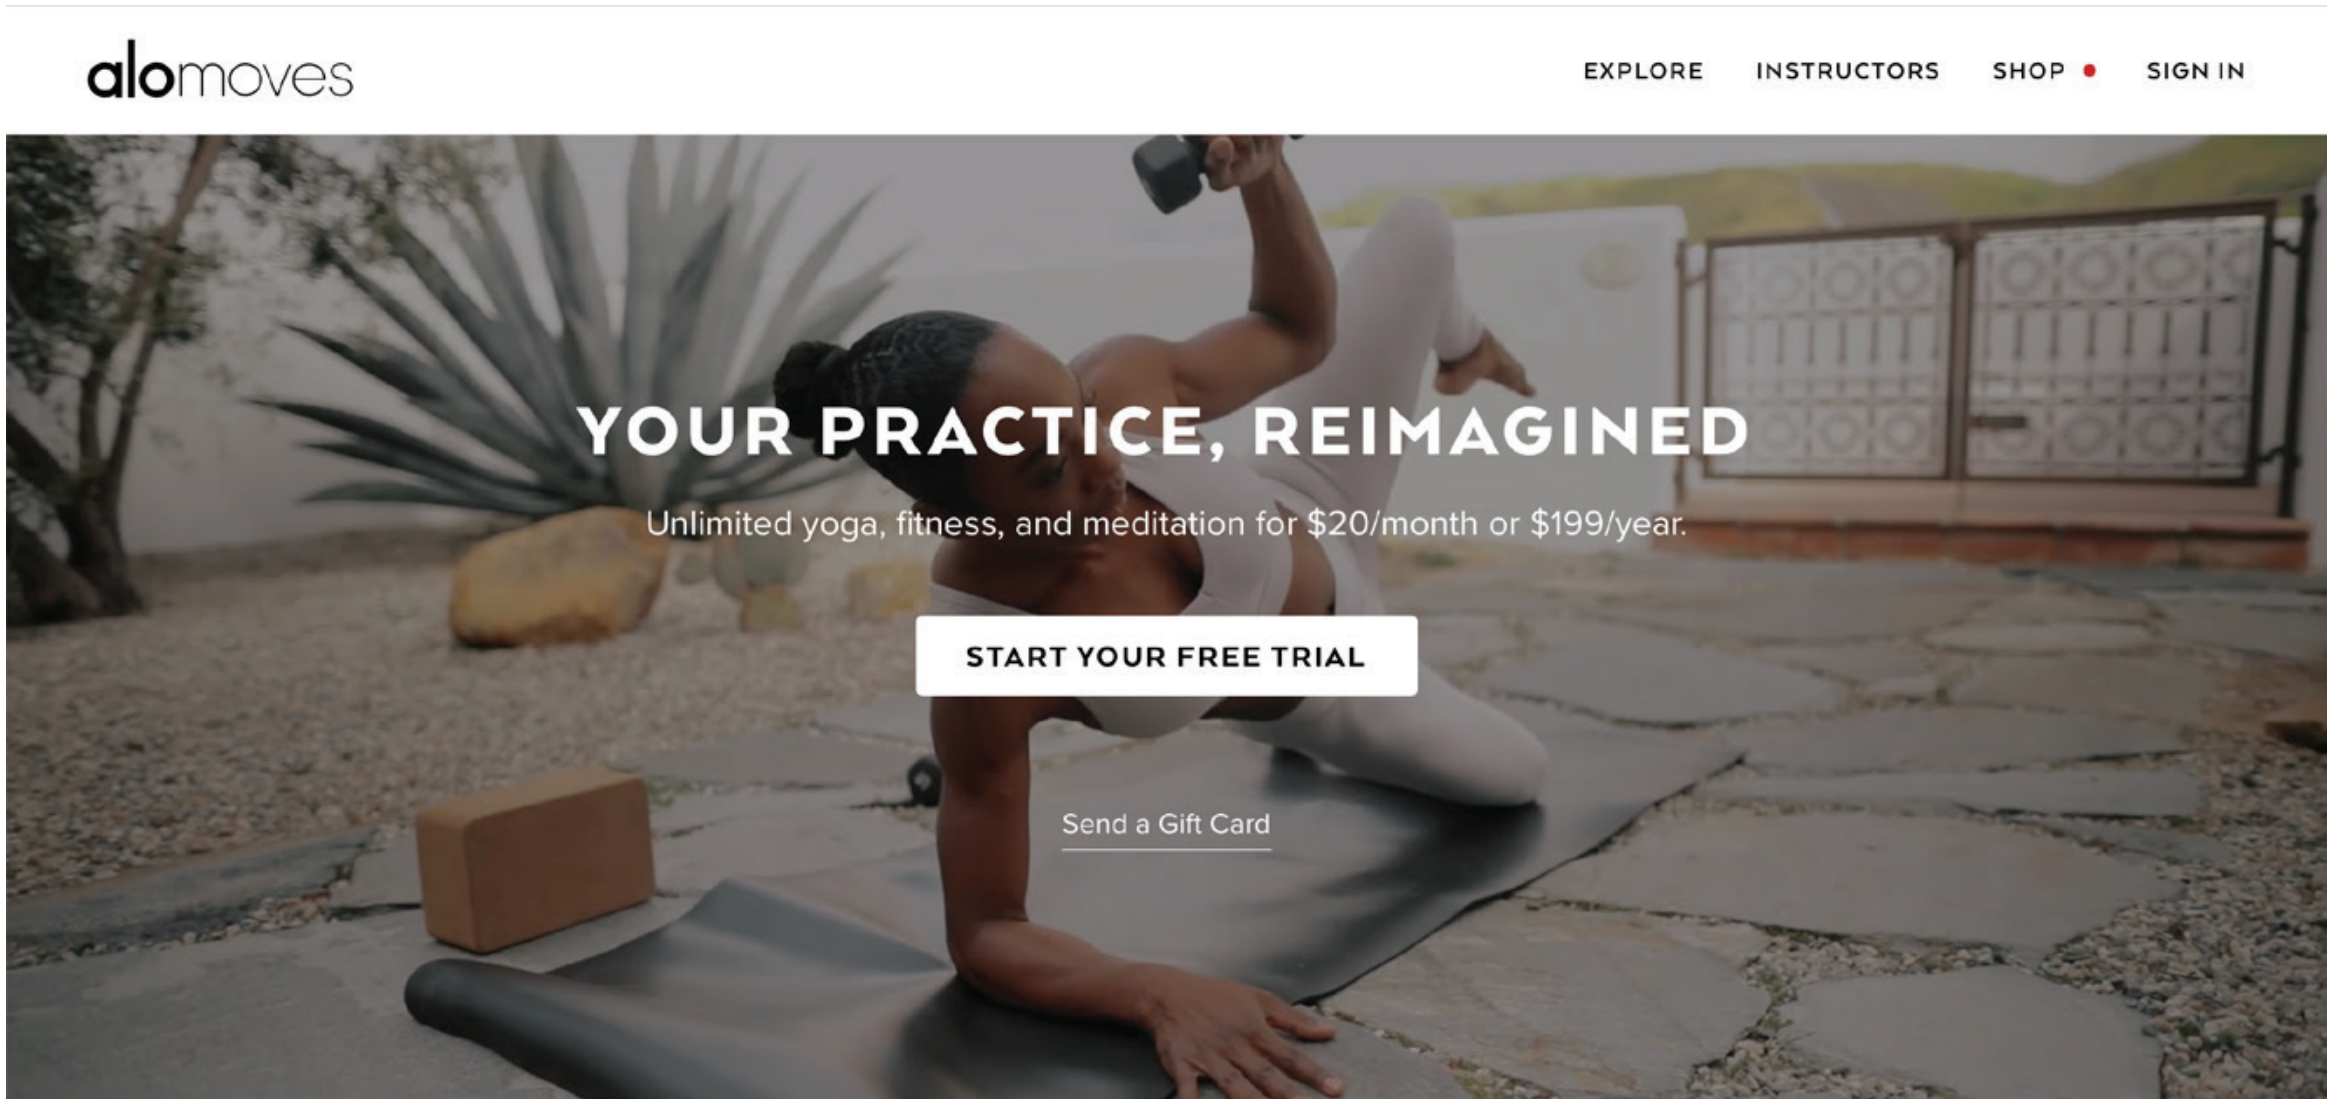 alomoves
EXPLORE INSTRUCTORS SHOP SIGN IN
YOUR PRACTICE, REIMAGINED
Unlimited yoga, fitness, and meditation for $20/month or $199/year.
START YOUR FREE TRIAL
Send a Gift Card